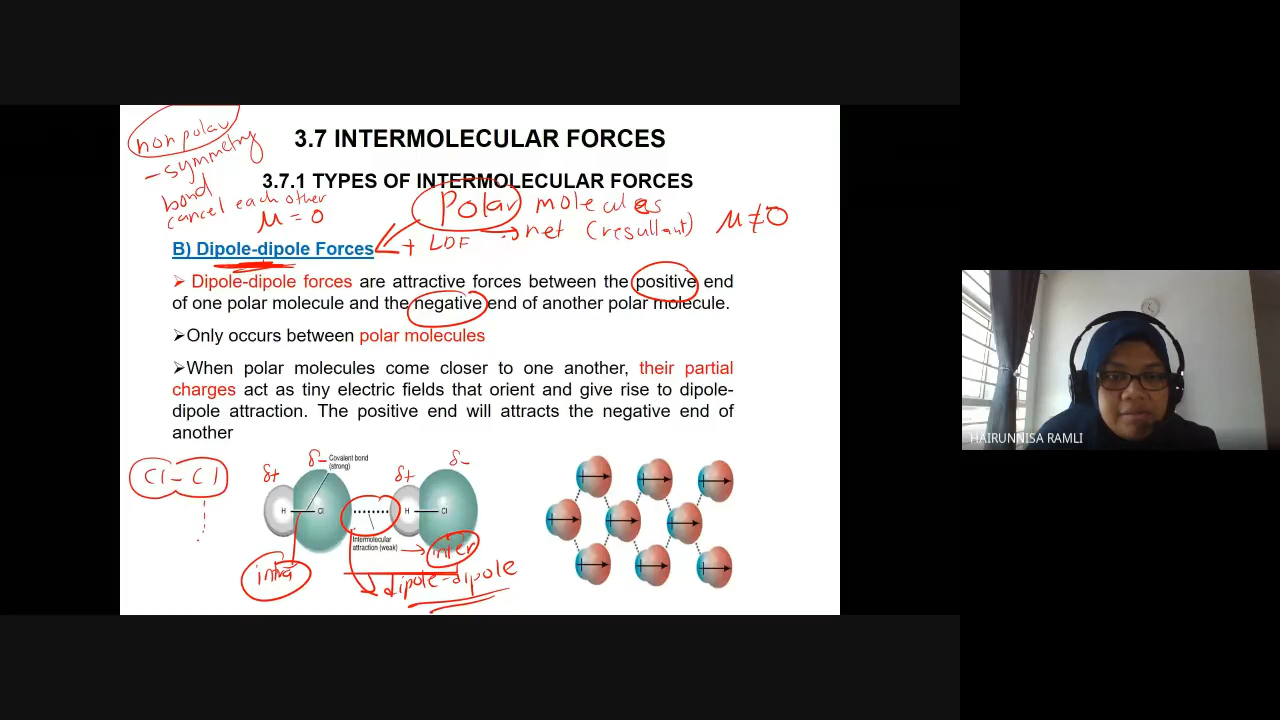 non polar
- symmetry
bond
cancel each other
μ = 0
3.7 INTERMOLECULAR FORCES
3.7.1 TYPES OF INTERMOLECULAR FORCES
Polar molecules
+ LDF → net (resultant) μ ≠ 0
B) Dipole-dipole Forces
➢ Dipole-dipole forces are attractive forces between the positive end
of one polar molecule and the negative end of another polar molecule.
➢Only occurs between polar molecules
➢When polar molecules come closer to one another, their partial
charges act as tiny electric fields that orient and give rise to dipole-
dipole attraction. The positive end will attracts the negative end of
another
Cl - Cl
δ+ δ- δ+ δ-
Covalent bond
(strong)
H Cl H Cl
Intermolecular
attraction (weak) → inter
intra
dipole-dipole
HAIRUNNISA RAMLI